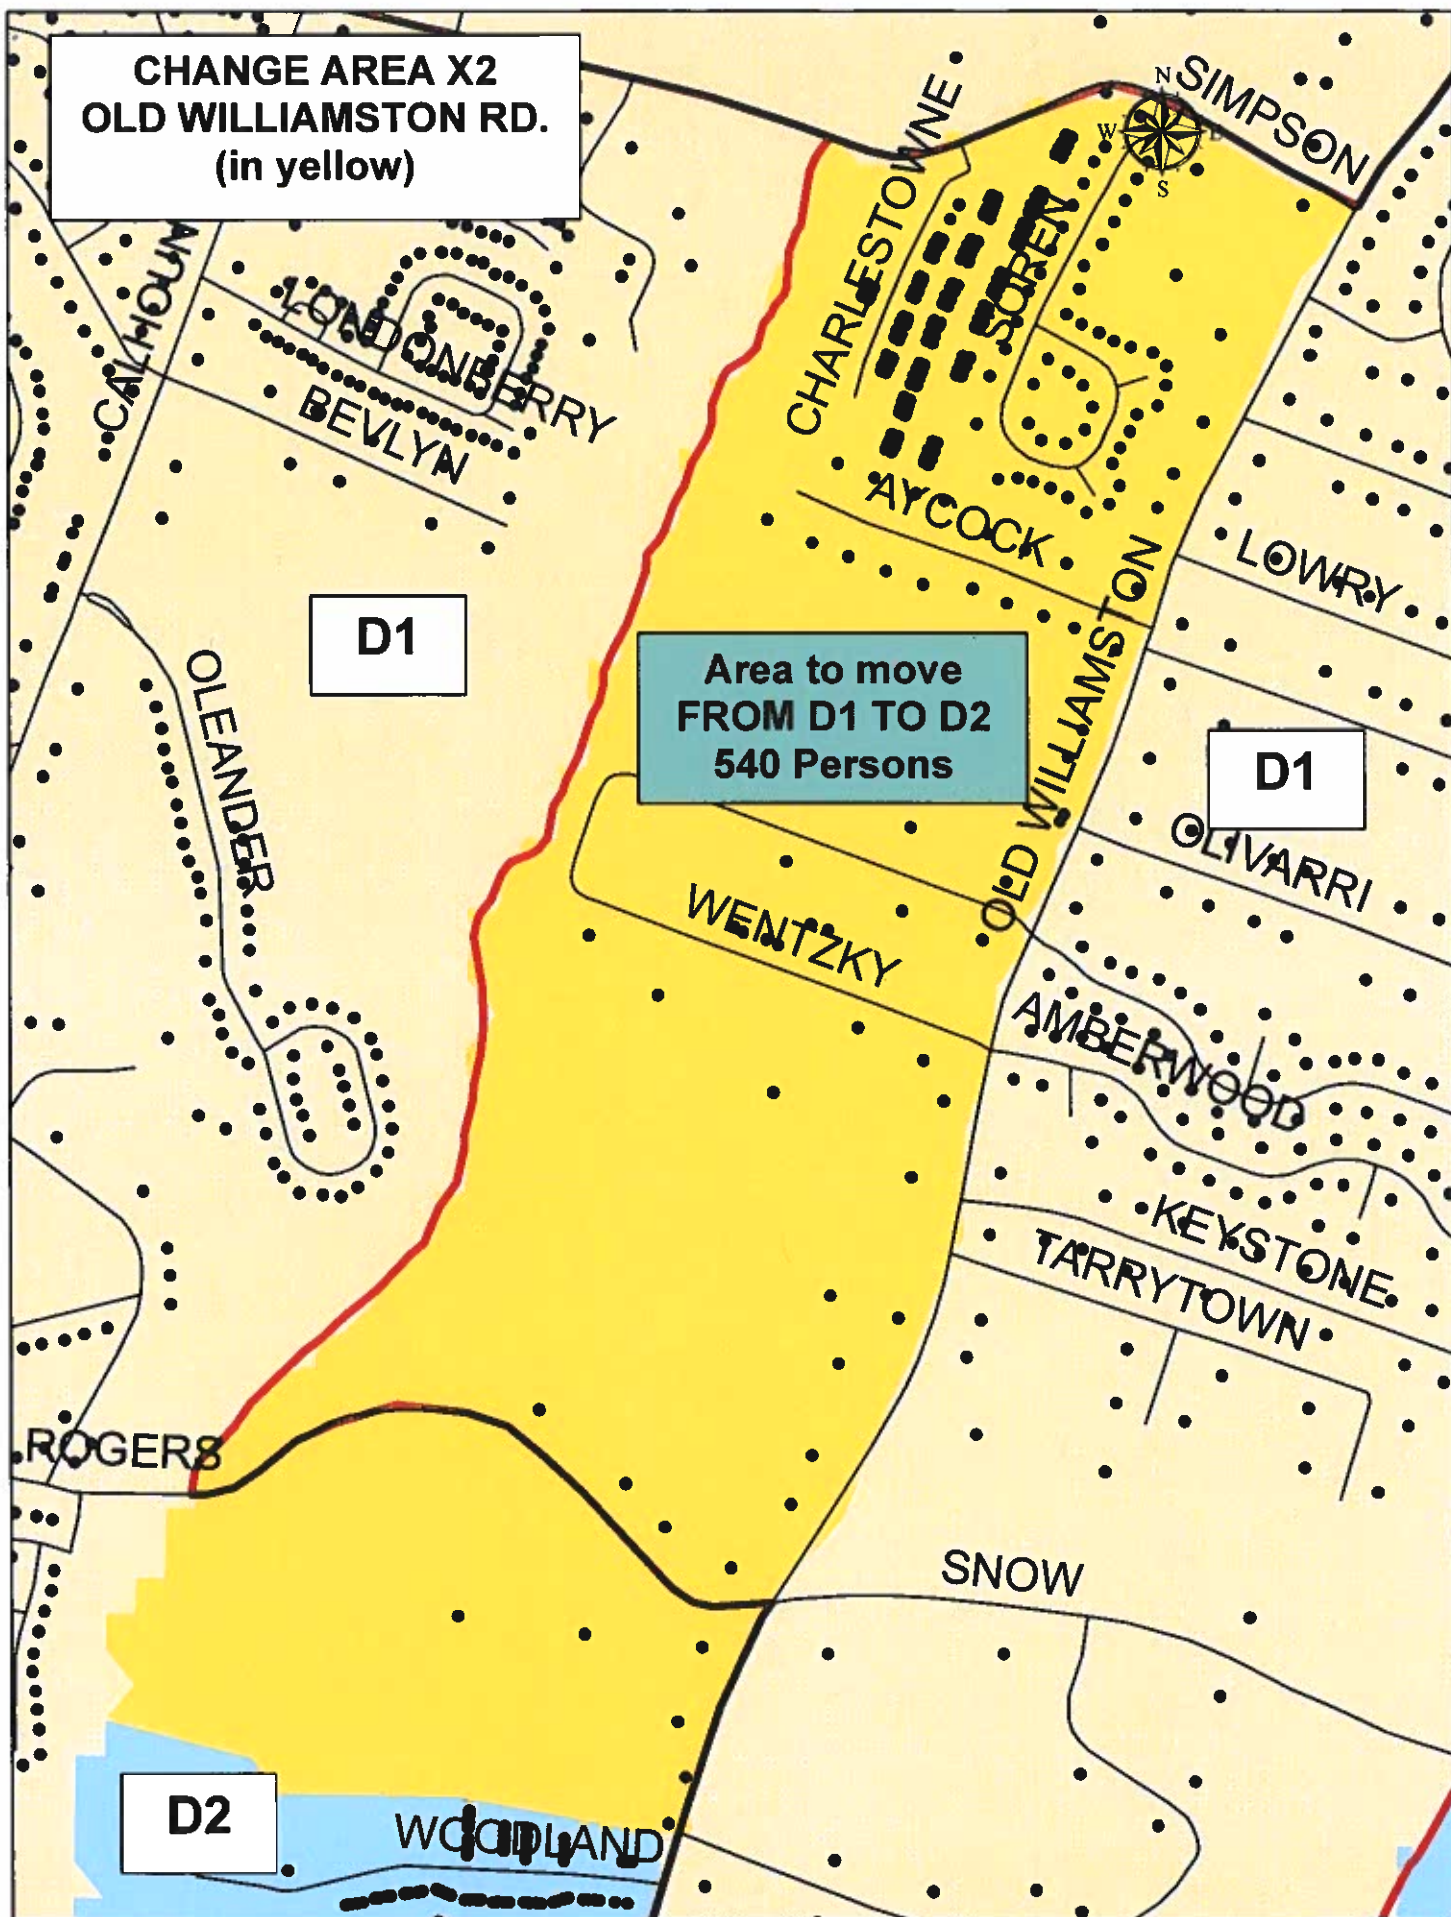 CHANGE AREA X2
OLD WILLIAMSTON RD.
(in yellow)
N
W
S
SIMPSON
CHARLESTOWNE
SOREN
LONDONBERRY
BEVLYN
AYCOCK
LOWRY
D1
OLEANDER
Area to move
FROM D1 TO D2
540 Persons
OLD WILLIAMSTON
D1
OLIVARRI
WENTZKY
AMBERWOOD
KEYSTONE
TARRYTOWN
ROGERS
SNOW
D2
WOODLAND